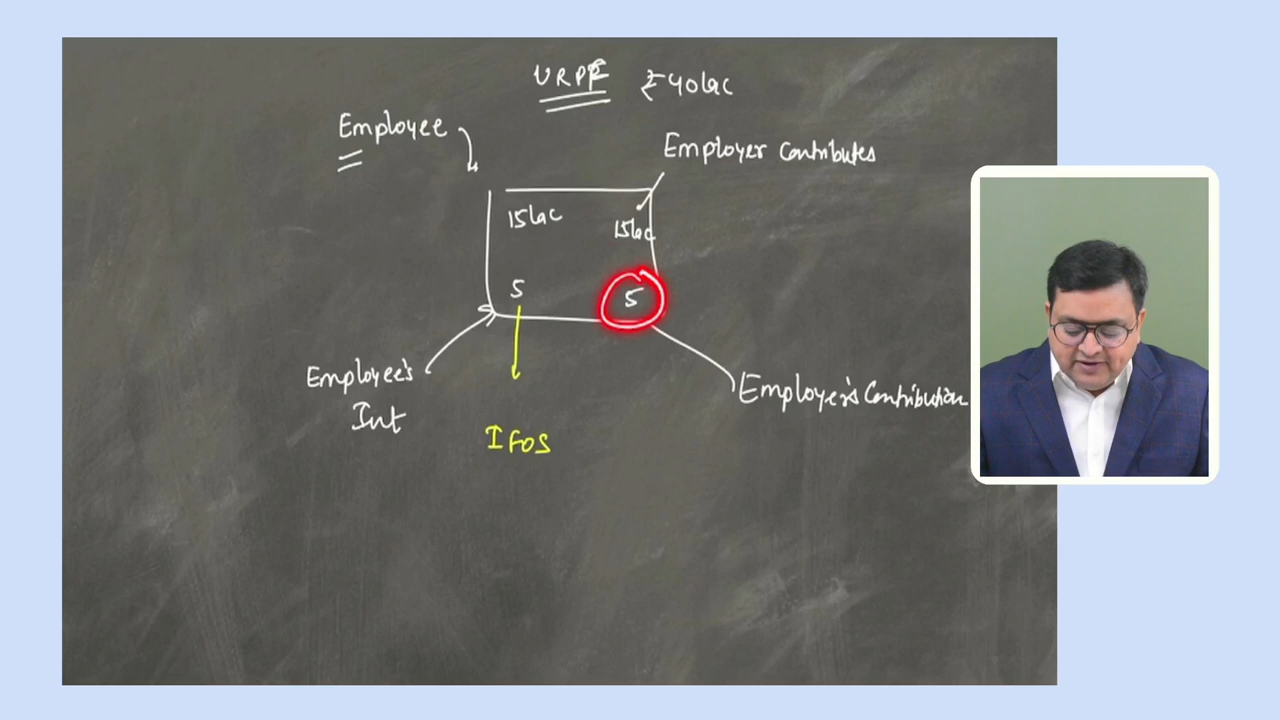 URPF ₹40lac
Employee
Employer Contributes
15lac 15lac
5 5
Employee's
Int
Employer's Contribution
IFOS